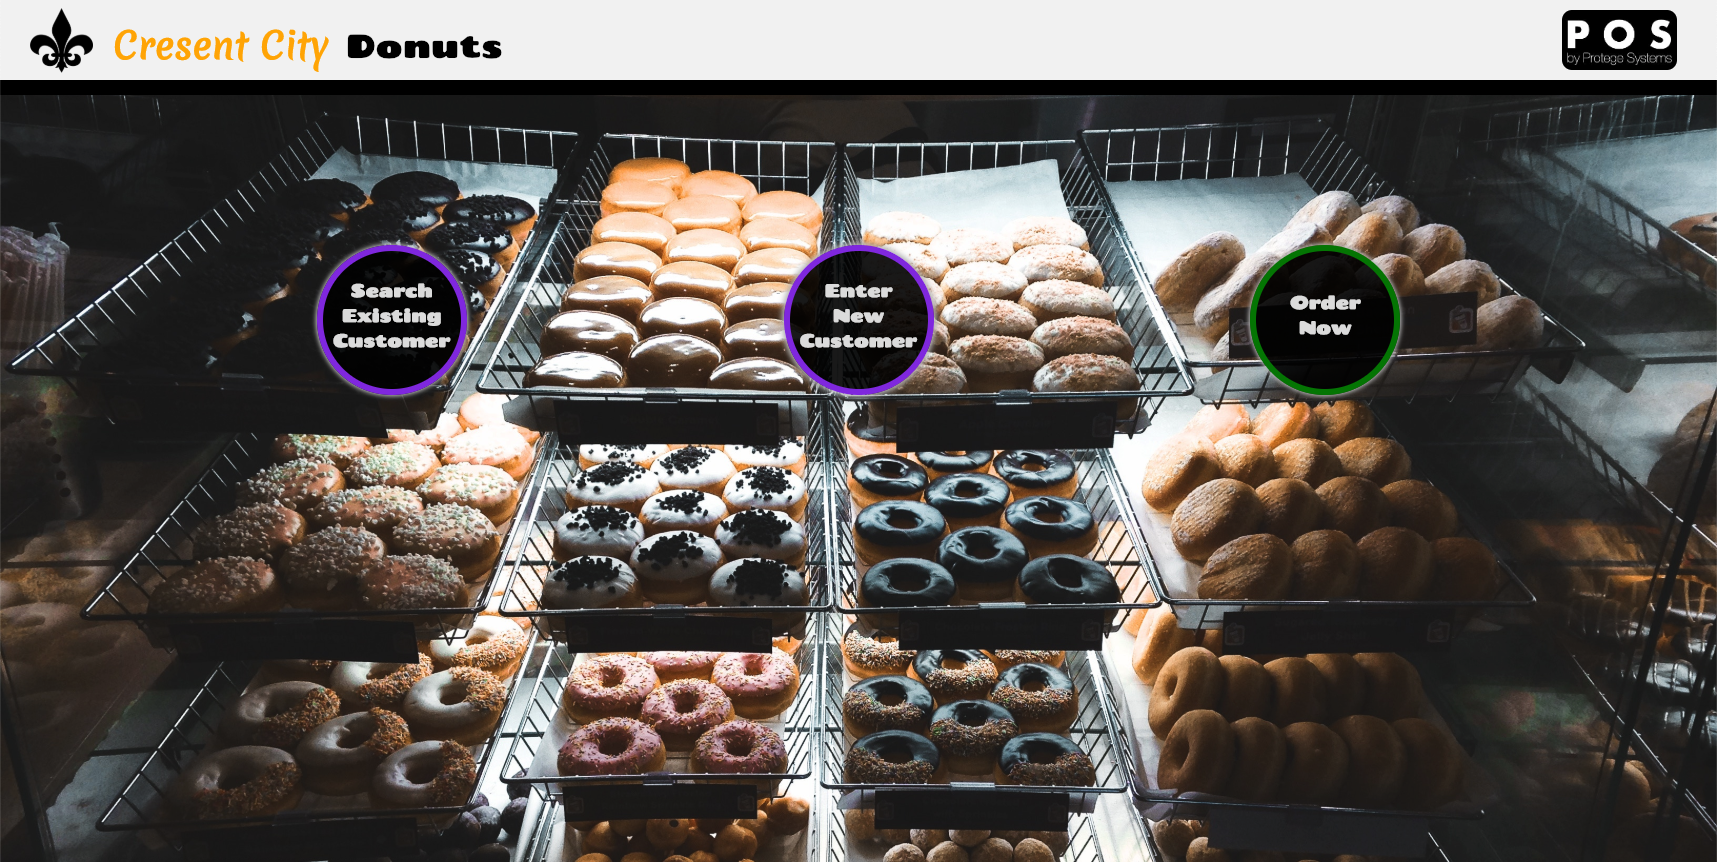 Cresent City Donuts
POS
by Protege Systems
Search
Existing
Customer
Enter
New
Customer
Order
Now